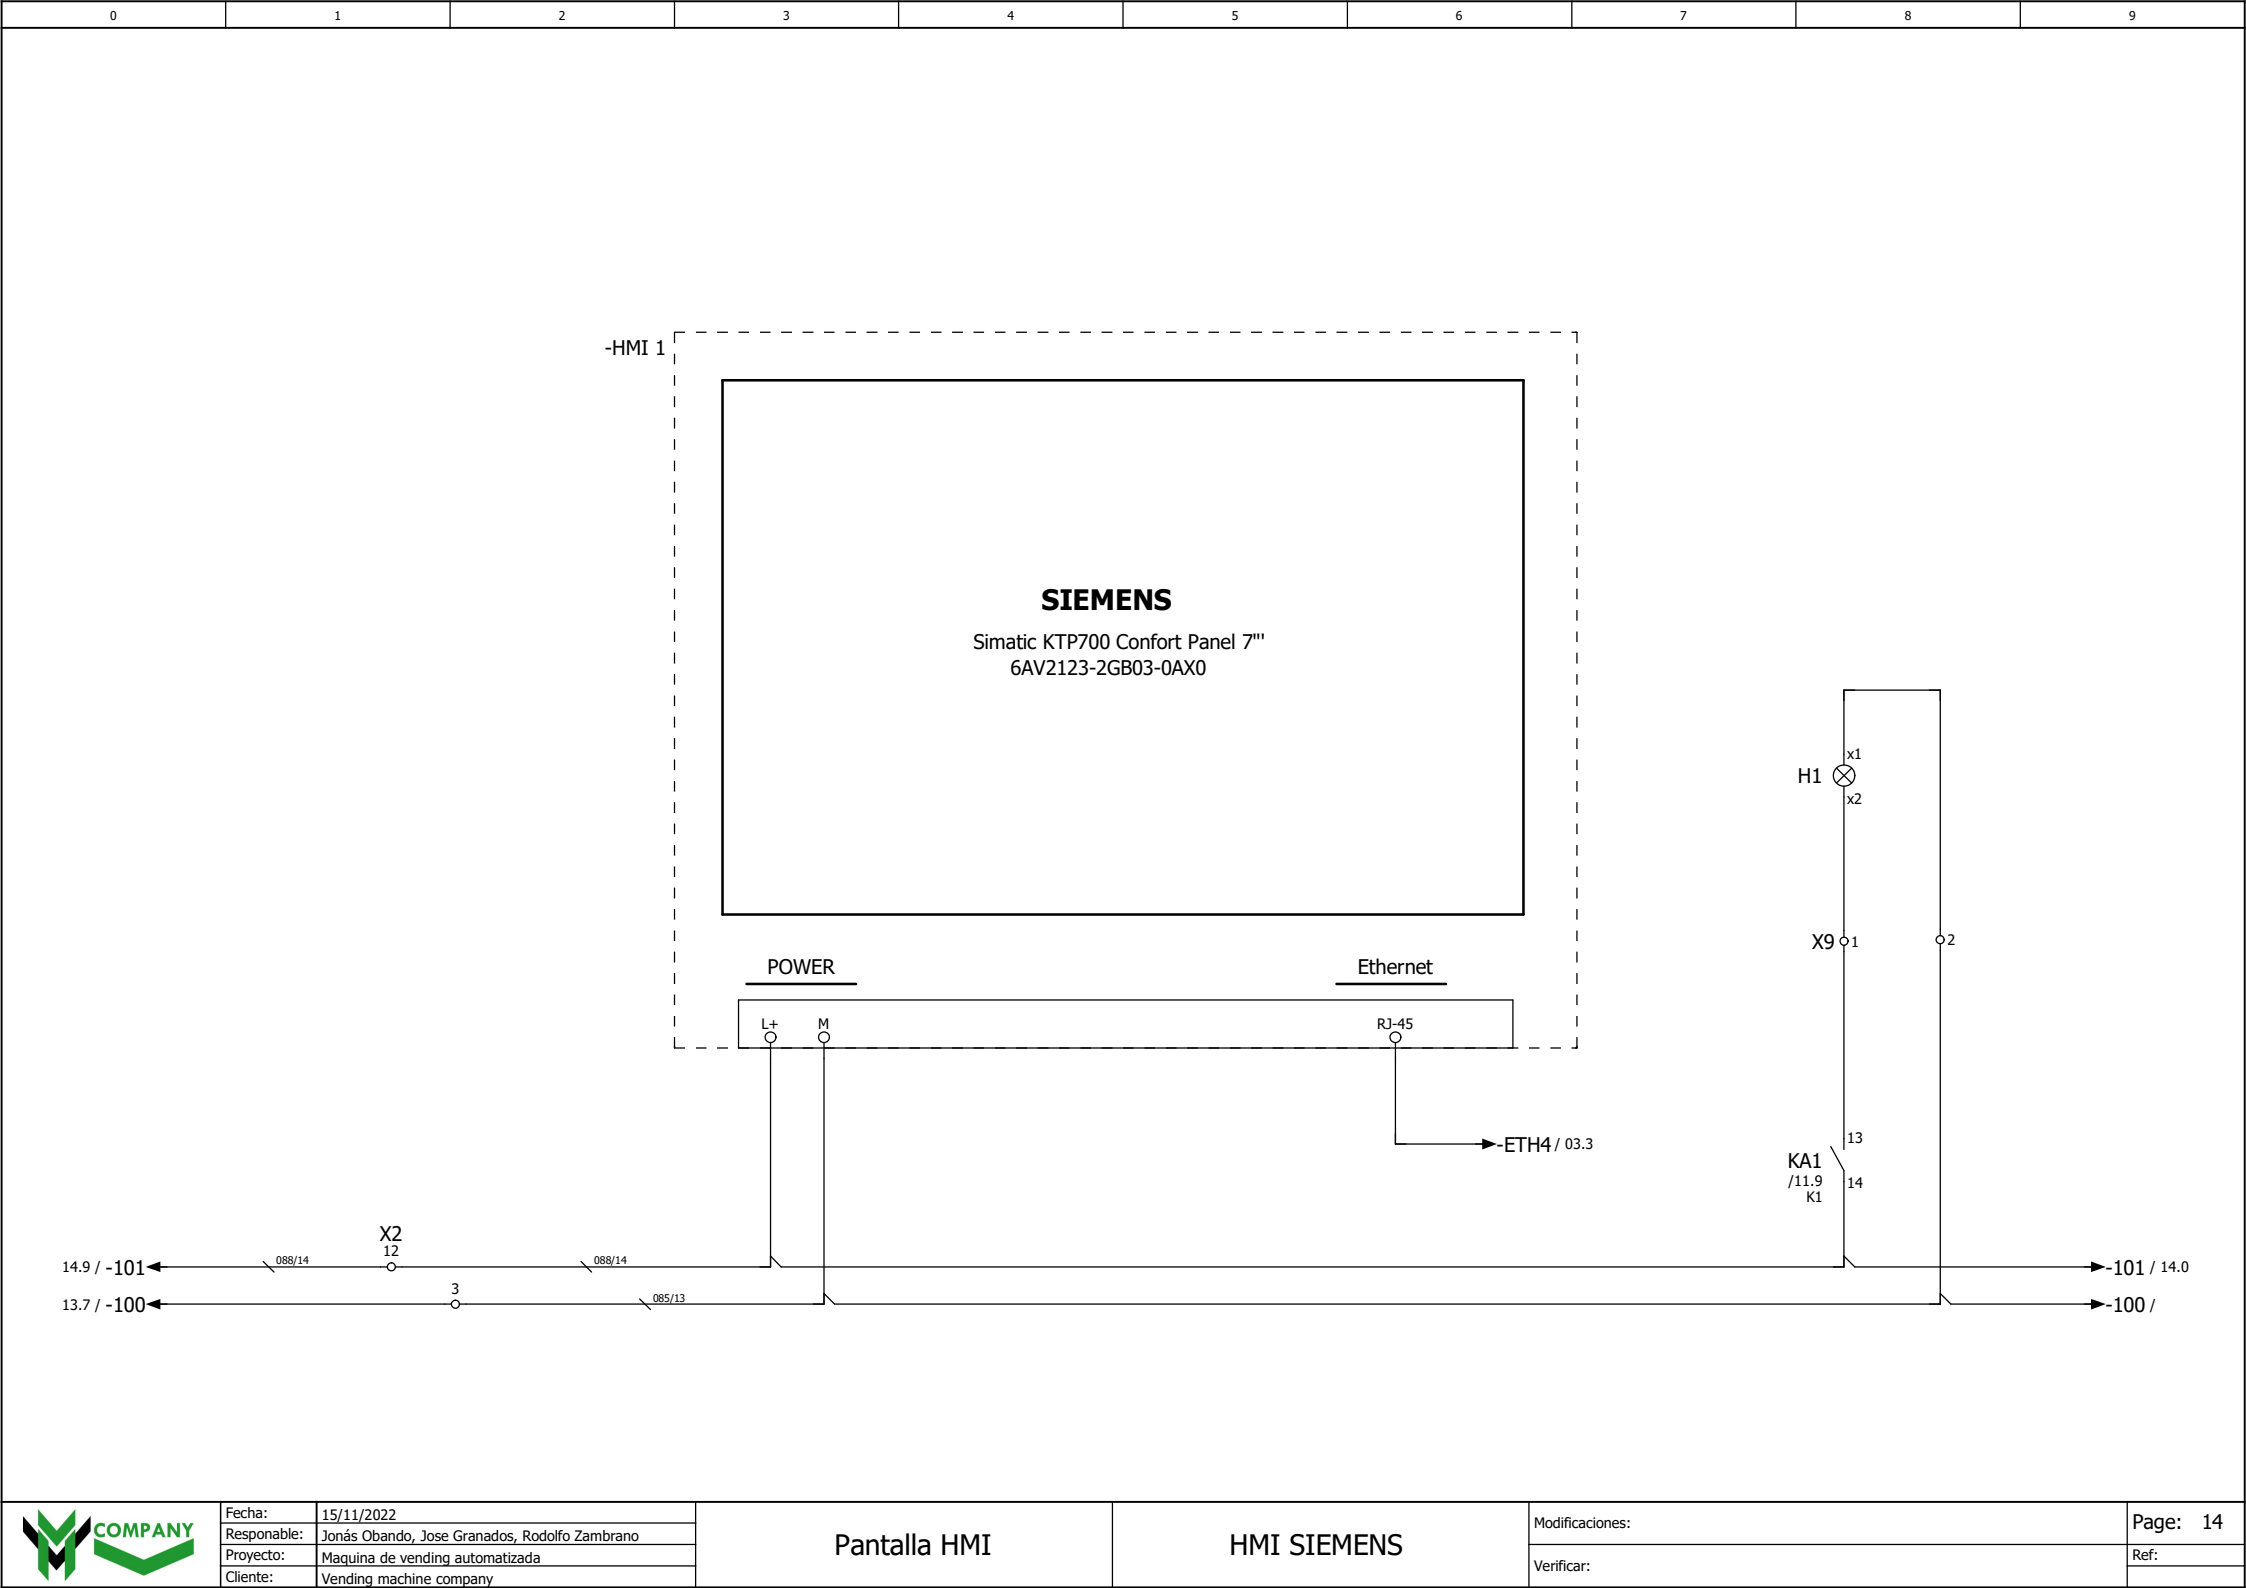 0 1 2 3 4 5 6 7 8 9
-HMI 1
SIEMENS
Simatic KTP700 Confort Panel 7"'
6AV2123-2GB03-0AX0
x1
H1
x2
X9 1 2
POWER Ethernet
L+ M RJ-45
13
-ETH4 / 03.3
KA1
/11.9 14
K1
X2
12
14.9 / -101 088/14 088/14 -101 / 14.0
3
13.7 / -100 085/13 -100 /
COMPANY
Fecha: 15/11/2022
Responable: Jonás Obando, Jose Granados, Rodolfo Zambrano
Proyecto: Maquina de vending automatizada
Cliente: Vending machine company
Pantalla HMI
HMI SIEMENS
Modificaciones:
Verificar:
Page: 14
Ref: